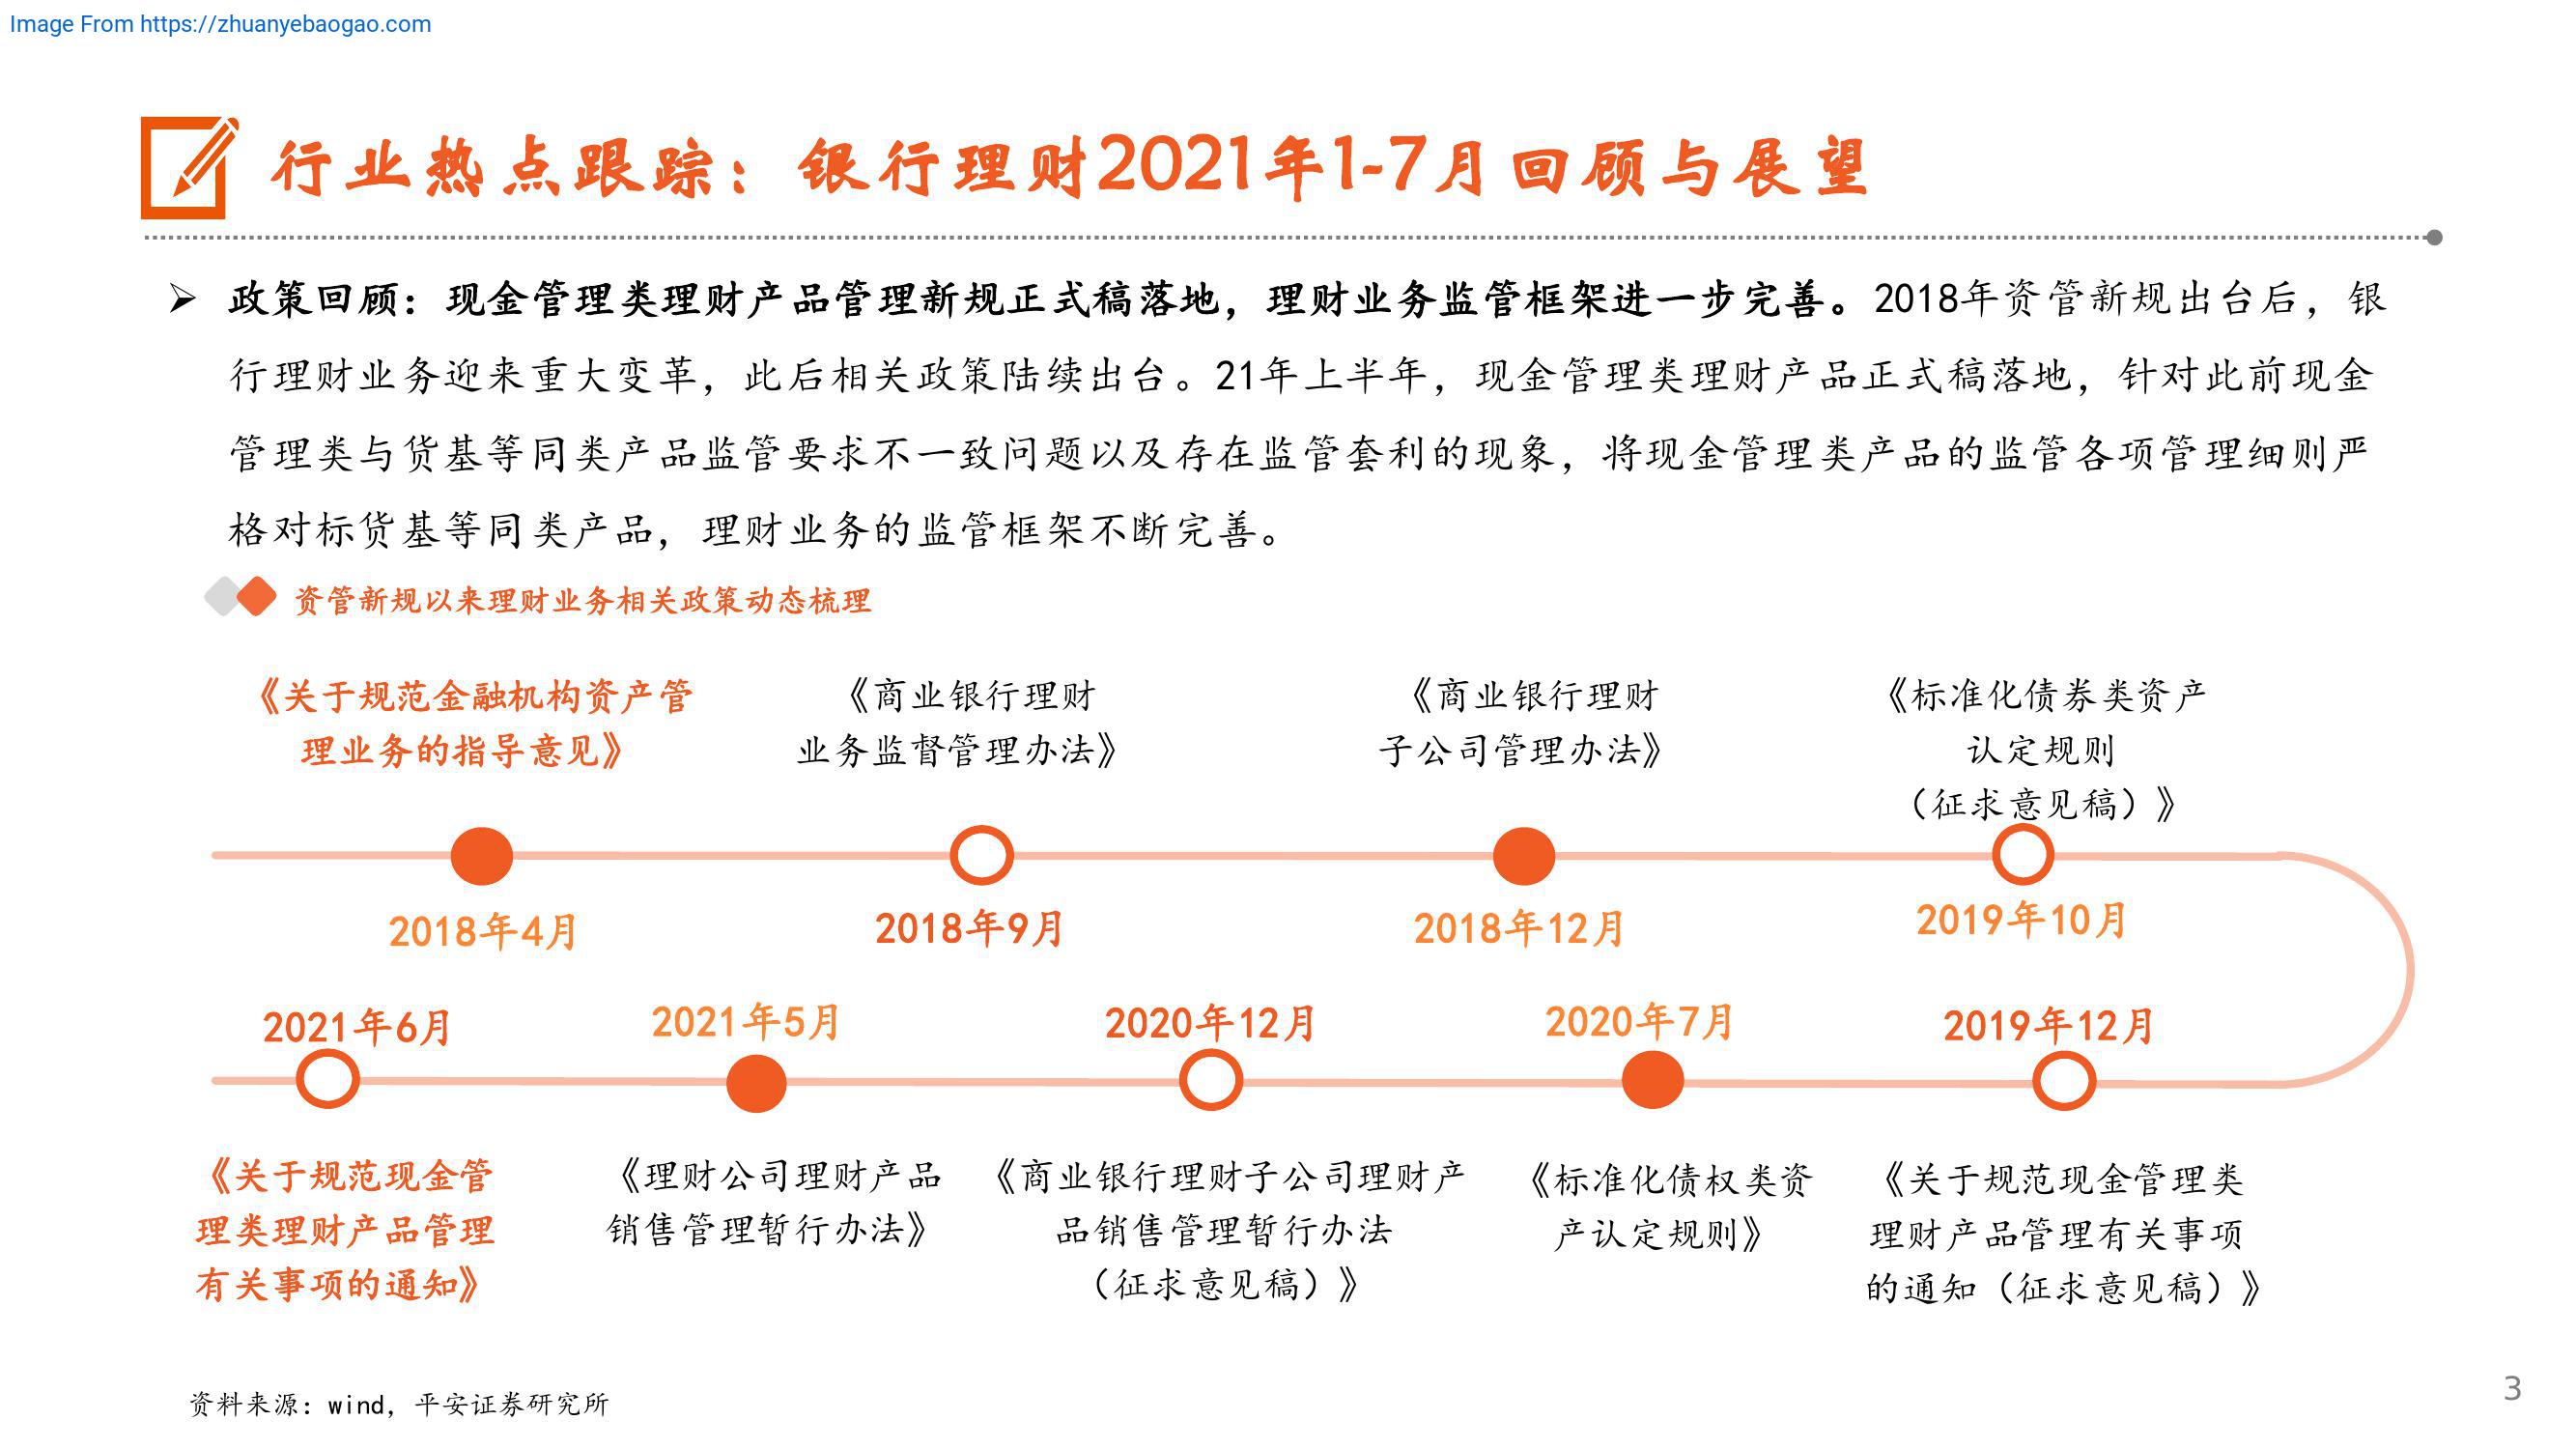 Image From https://zhuanyebaogao.com
行业热点跟踪：银行理财2021年1-7月回顾与展望
➢ 政策回顾：现金管理类理财产品管理新规正式稿落地，理财业务监管框架进一步完善。2018年资管新规出台后，银
行理财业务迎来重大变革，此后相关政策陆续出台。21年上半年，现金管理类理财产品正式稿落地，针对此前现金
管理类与货基等同类产品监管要求不一致问题以及存在监管套利的现象，将现金管理类产品的监管各项管理细则严
格对标货基等同类产品，理财业务的监管框架不断完善。
资管新规以来理财业务相关政策动态梳理
《关于规范金融机构资产管
理业务的指导意见》
《商业银行理财
业务监督管理办法》
《商业银行理财
子公司管理办法》
《标准化债券类资产
认定规则
（征求意见稿）》
2018年4月
2018年9月
2018年12月
2019年10月
2021年6月
2021年5月
2020年12月
2020年7月
2019年12月
《关于规范现金管
理类理财产品管理
有关事项的通知》
《理财公司理财产品
销售管理暂行办法》
《商业银行理财子公司理财产
品销售管理暂行办法
（征求意见稿）》
《标准化债权类资
产认定规则》
《关于规范现金管理类
理财产品管理有关事项
的通知（征求意见稿）》
资料来源：wind，平安证券研究所
3